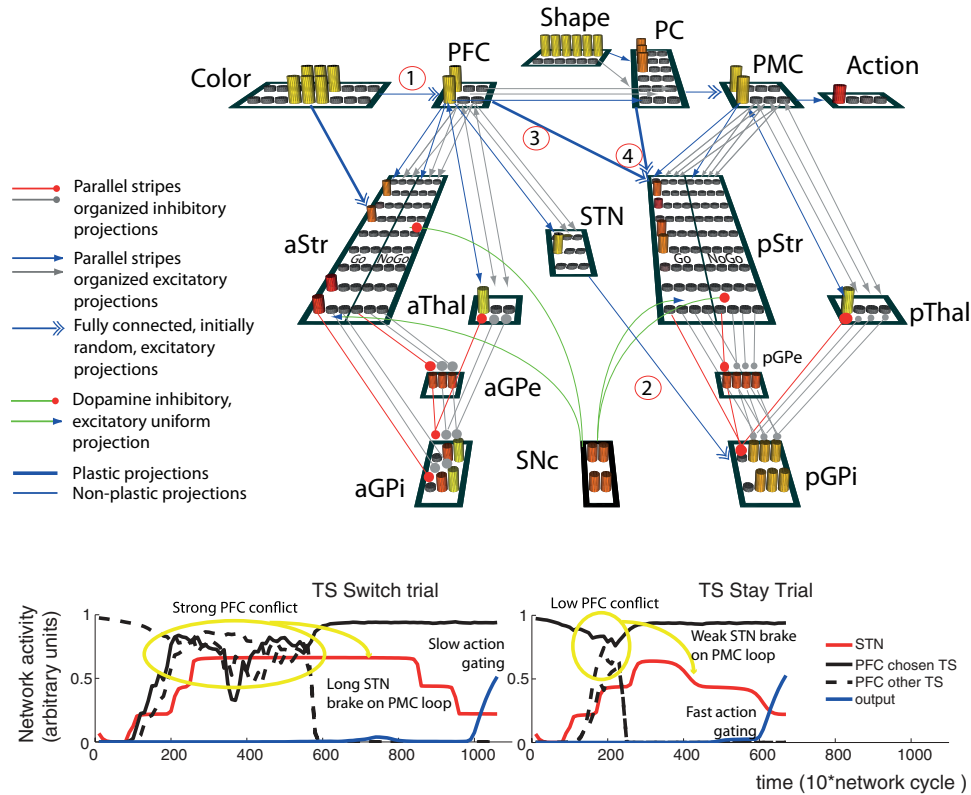 Shape
PC
Color
PFC
PMC
Action
1
3
4
Parallel stripes
organized inhibitory
projections
Parallel stripes
organized excitatory
projections
Fully connected, initially
random, excitatory
projections
Dopamine inhibitory,
excitatory uniform
projection
Plastic projections
Non-plastic projections
aStr
Go
NoGo
STN
pStr
Go
NoGo
aThal
pThal
aGPe
pGPe
2
aGPi
SNc
pGPi
TS Switch trial
TS Stay Trial
Network activity
(arbitrary units)
1
0.5
0
Strong PFC conflict
Slow action
gating
Long STN
brake on PMC loop
0
200
400
600
800
1000
1
0.5
0
Low PFC conflict
Weak STN brake
on PMC loop
Fast action
gating
0
200
400
600
800
1000
STN
PFC chosen TS
PFC other TS
output
time (10*network cycle )